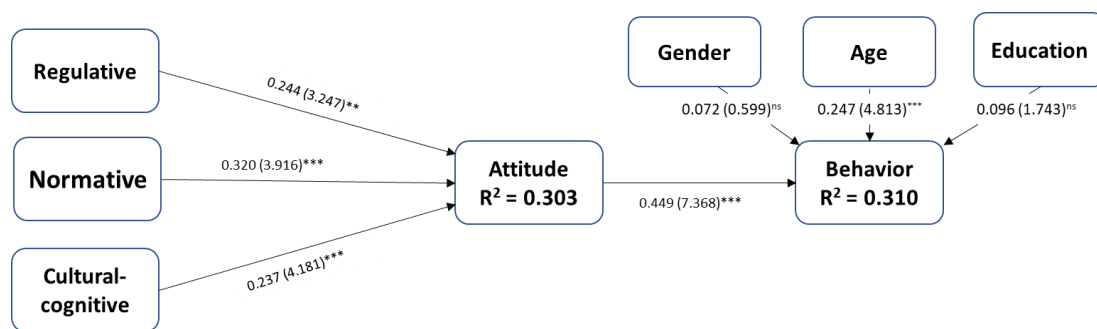 Regulative
Normative
Cultural-
cognitive
0.244 (3.247)**
0.320 (3.916)***
0.237 (4.181)***
Attitude
R² = 0.303
0.449 (7.368)***
Gender
Age
Education
0.072 (0.599)ⁿˢ
0.247 (4.813)***
0.096 (1.743)ⁿˢ
Behavior
R² = 0.310